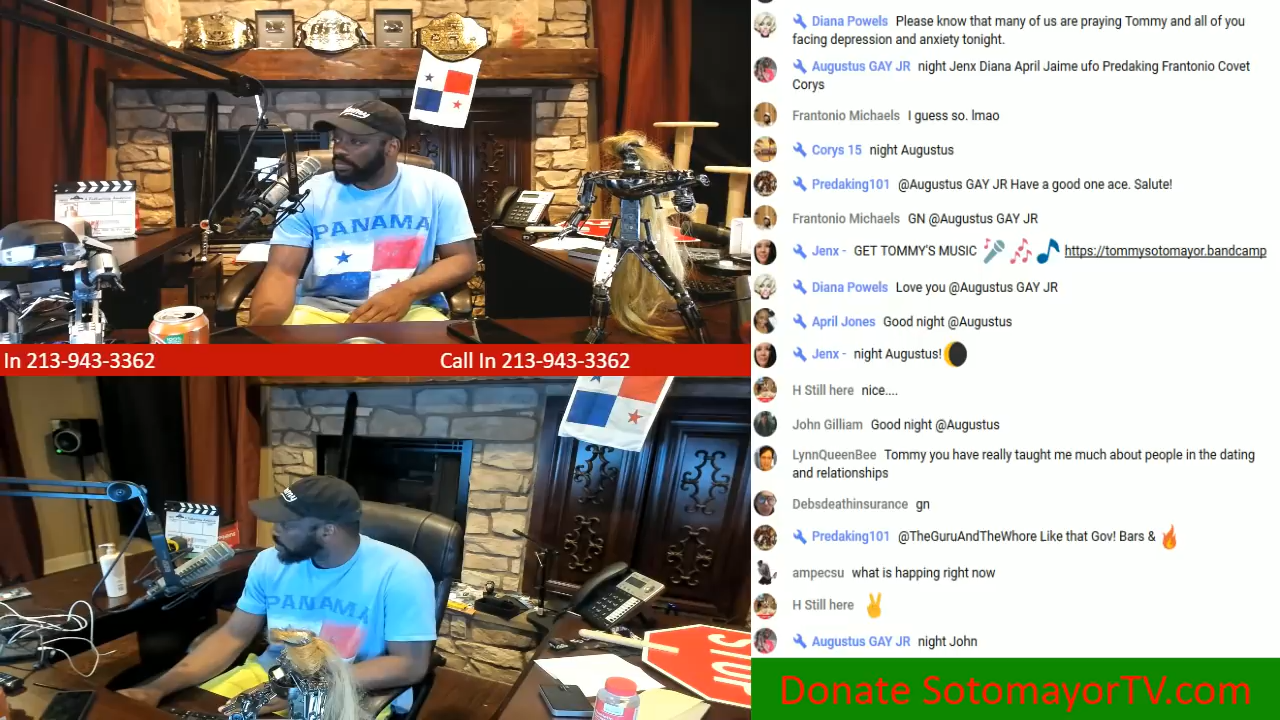 PANAMA
In 213-943-3362
Call In 213-943-3362
PANAMA
STOP
Diana Powels Please know that many of us are praying Tommy and all of you
facing depression and anxiety tonight.
Augustus GAY JR night Jenx Diana April Jaime ufo Predaking Frantonio Covet
Corys
Frantonio Michaels I guess so. lmao
Corys 15 night Augustus
Predaking101 @Augustus GAY JR Have a good one ace. Salute!
Frantonio Michaels GN @Augustus GAY JR
Jenx - GET TOMMY'S MUSIC 🎤 🎶 🎵 https://tommysotomayor.bandcamp
Diana Powels Love you @Augustus GAY JR
April Jones Good night @Augustus
Jenx - night Augustus! 🌘
H Still here nice....
John Gilliam Good night @Augustus
LynnQueenBee Tommy you have really taught me much about people in the dating
and relationships
Debsdeathinsurance gn
Predaking101 @TheGuruAndTheWhore Like that Gov! Bars & 🔥
ampecsu what is happing right now
H Still here ✌
Augustus GAY JR night John
Donate SotomayorTV.com